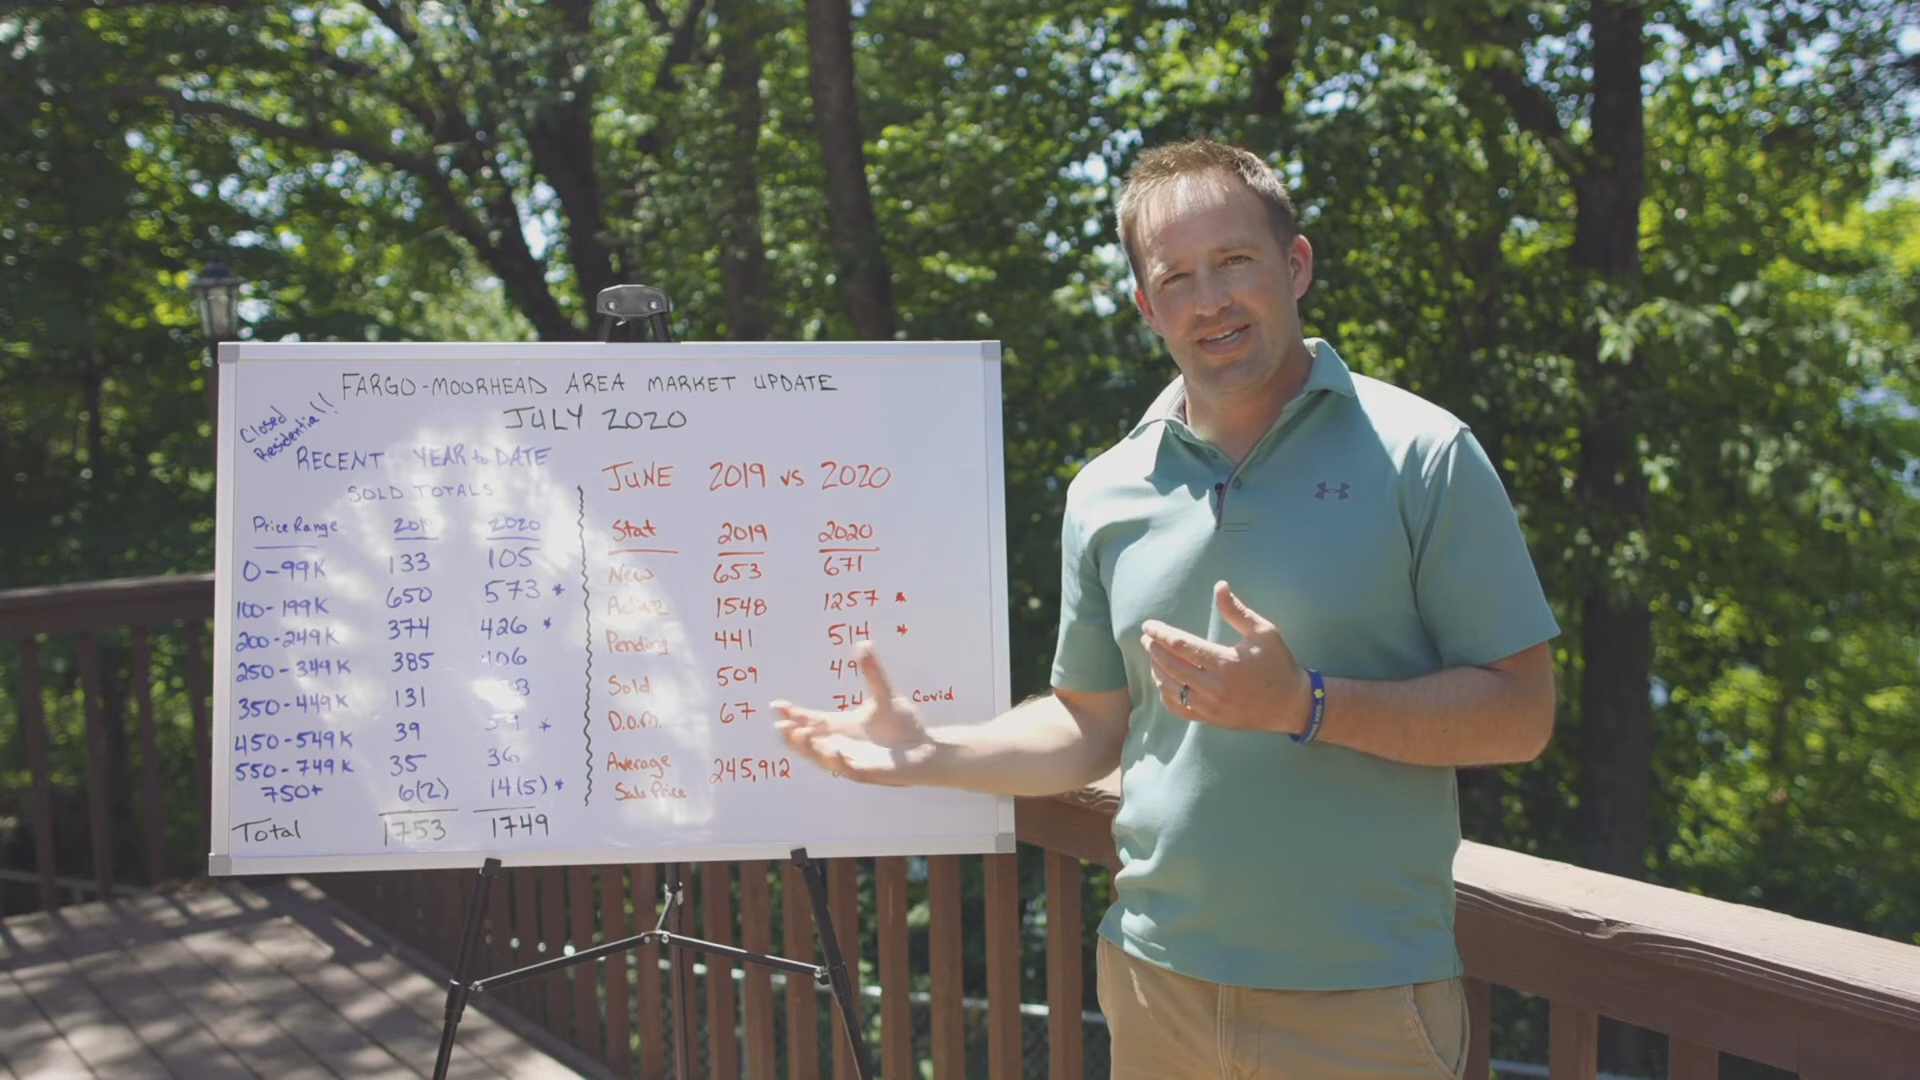 FARGO-MOORHEAD AREA MARKET UPDATE
JULY 2020
Closed
Residential!!
RECENT YEAR to DATE
SOLD TOTALS
Price Range 2019 2020
0-99K 133 105
100-199K 650 573 *
200-249K 374 426 *
250-349K 385 406
350-449K 131
450-549K 39 *
550-749K 35 36
750+ 6(2) 14(5) *
Total 1753 1749
JUNE 2019 vs 2020
Stat 2019 2020
New 653 671
Active 1548 1257 *
Pending 441 514 *
Sold 509
D.O.M. 67 74 Covid
Average 245,912
Sale Price